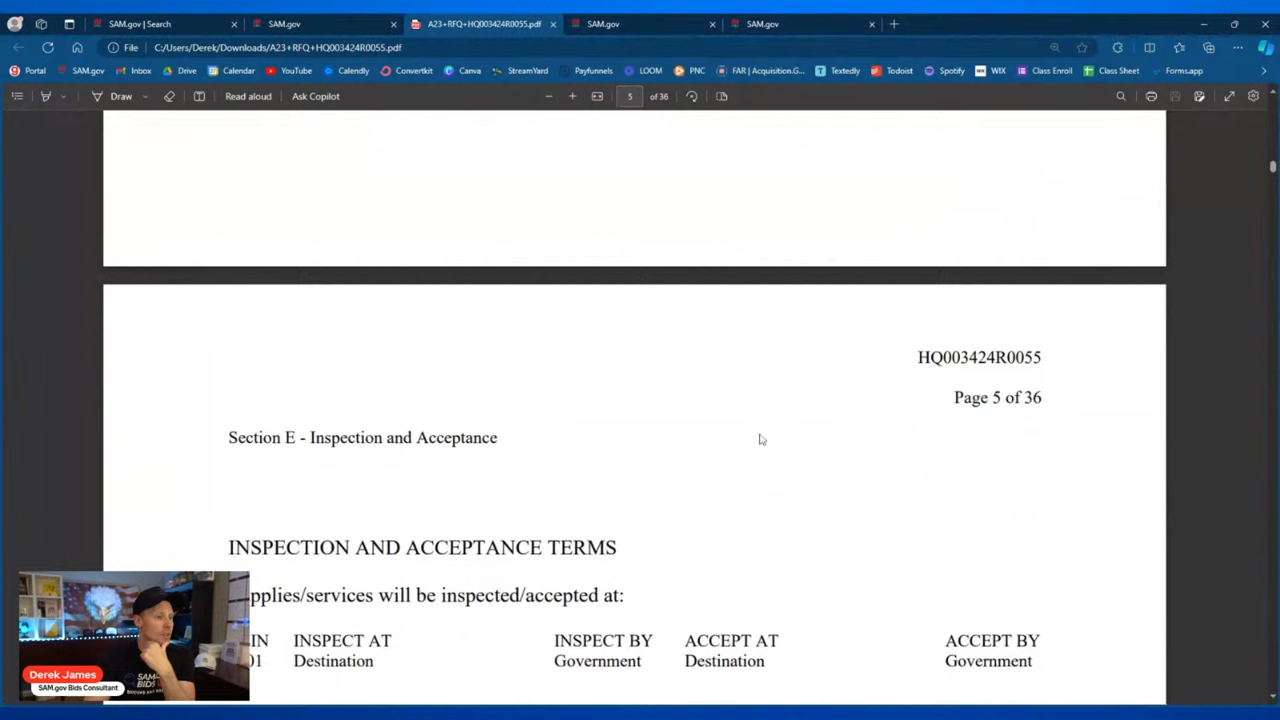 SAM.gov | Search
SAM.gov
A23+RFQ+HQ003424R0055.pdf
SAM.gov
SAM.gov
File
C:/Users/Derek/Downloads/A23+RFQ+HQ003424R0055.pdf
Portal
SAM.gov
Inbox
Drive
Calendar
YouTube
Calendly
Convertkit
Canva
StreamYard
Payfunnels
LOOM
PNC
FAR | Acquisition.G...
Textedly
Todoist
Spotify
WIX
Class Enroll
Class Sheet
Forms.app
Draw
Read aloud
Ask Copilot
5 of 36
HQ003424R0055
Page 5 of 36
Section E - Inspection and Acceptance
INSPECTION AND ACCEPTANCE TERMS
pplies/services will be inspected/accepted at:
IN INSPECT AT INSPECT BY ACCEPT AT ACCEPT BY
01 Destination Government Destination Government
Derek James
SAM.gov Bids Consultant
SAM
BIDS